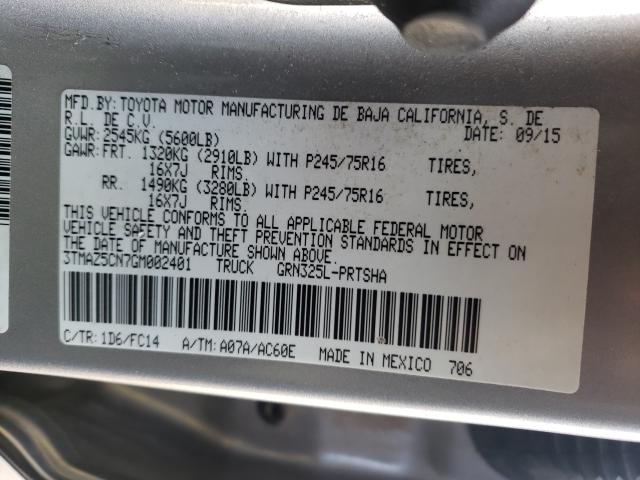 MFD.BY: TOYOTA MOTOR MANUFACTURING DE BAJA CALIFORNIA, S. DE
R.L. DE C.V.
GVWR: 2545KG (5600LB) DATE: 09/15
GAWR: FRT. 1320KG (2910LB) WITH P245/75R16 TIRES,
16X7J RIMS.
RR. 1490KG (3280LB) WITH P245/75R16 TIRES,
16X7J RIMS.
THIS VEHICLE CONFORMS TO ALL APPLICABLE FEDERAL MOTOR
VEHICLE SAFETY AND THEFT PREVENTION STANDARDS IN EFFECT ON
THE DATE OF MANUFACTURE SHOWN ABOVE.
3TMAZ5CN7GM002401 TRUCK GRN325L-PRTSHA
C/TR: 1D6/FC14 A/TM: A07A/AC60E MADE IN MEXICO 706